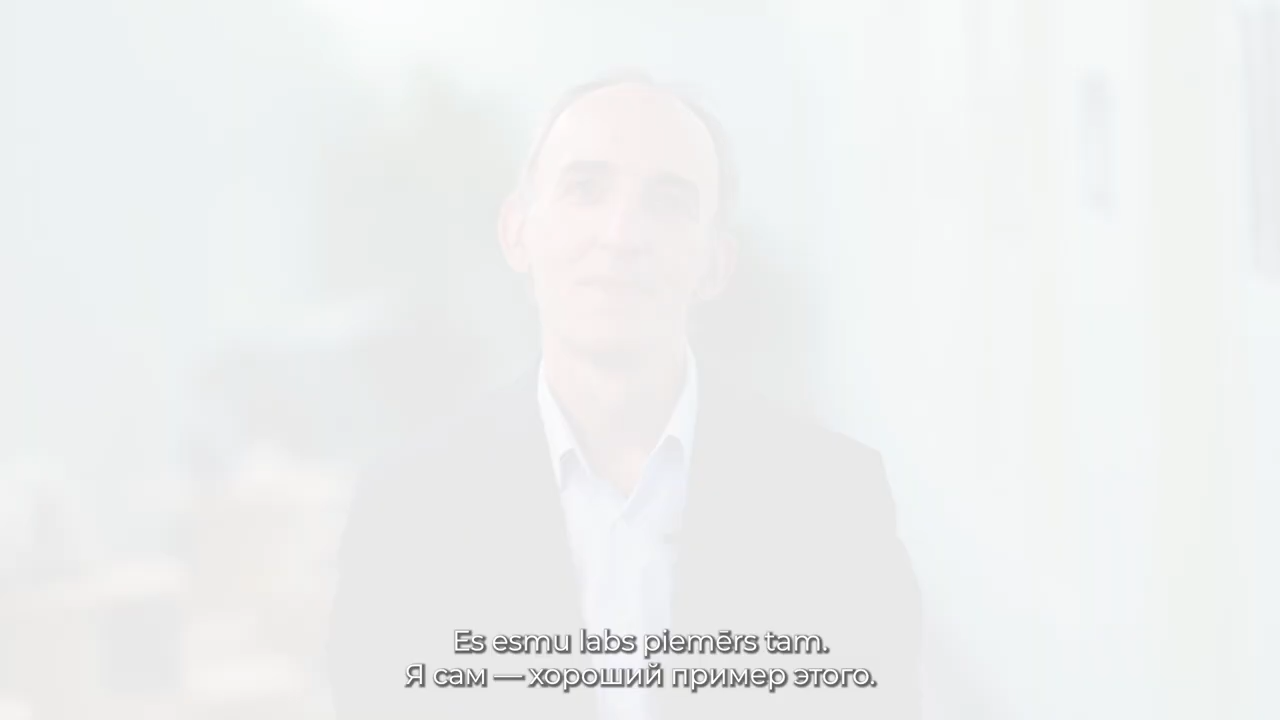 Es esmu labs piemērs tam.
Я сам — хороший пример этого.